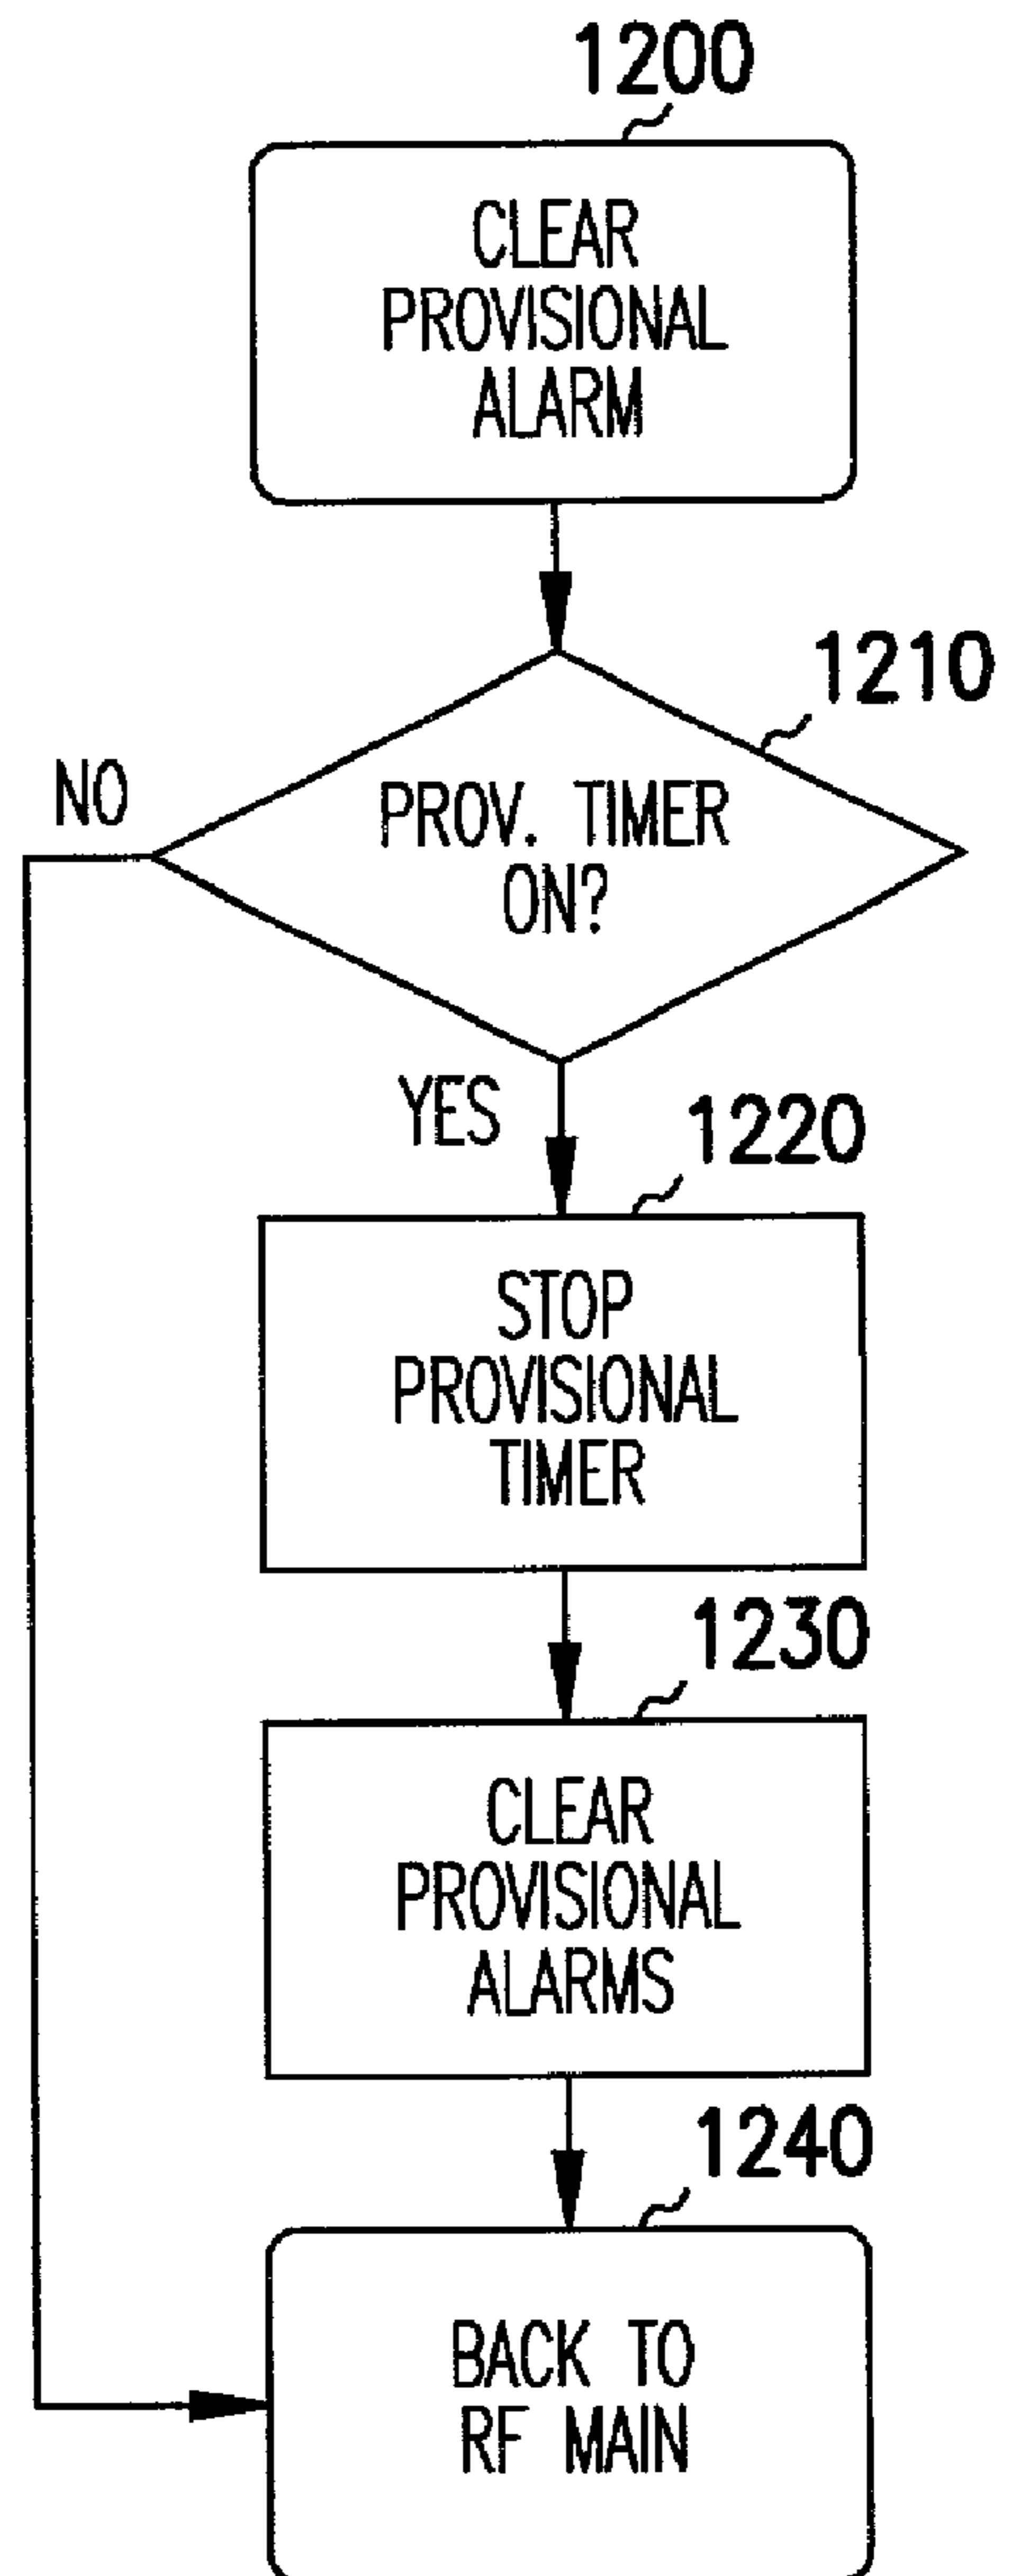 1200
CLEAR
PROVISIONAL
ALARM
1210
NO
PROV. TIMER
ON?
YES
1220
STOP
PROVISIONAL
TIMER
1230
CLEAR
PROVISIONAL
ALARMS
1240
BACK TO
RF MAIN